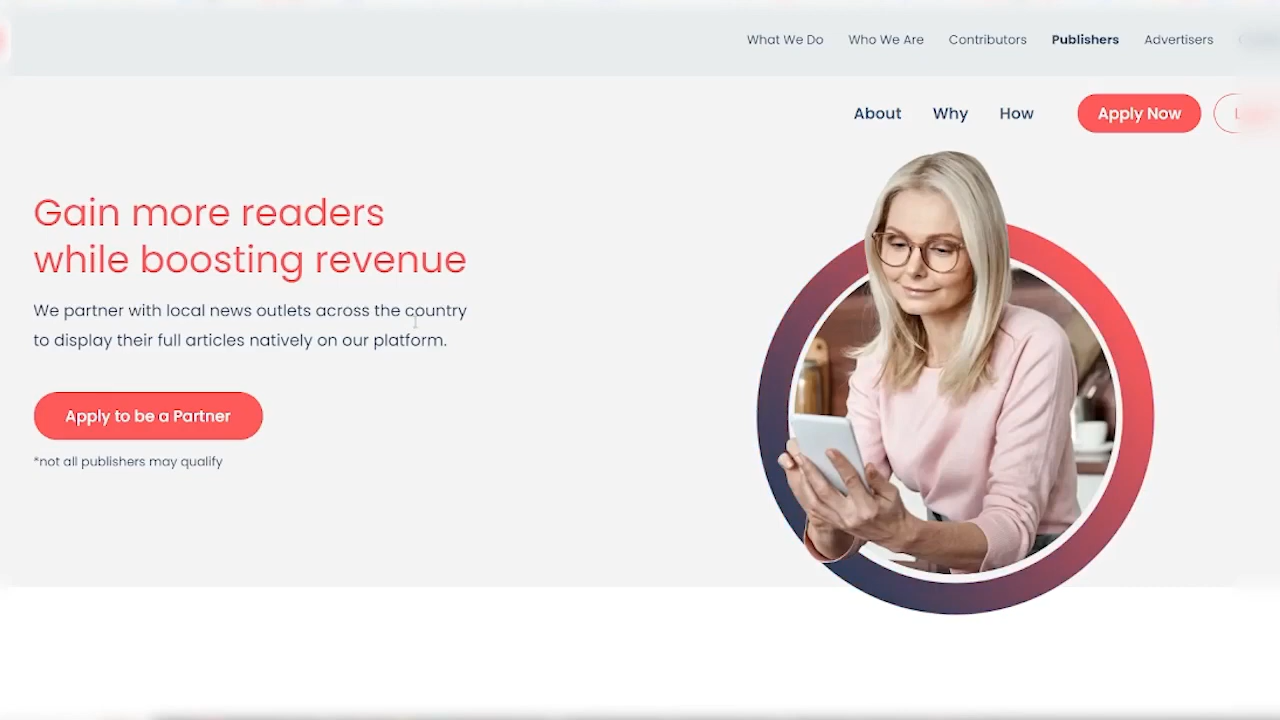 What We Do Who We Are Contributors Publishers Advertisers
About Why How Apply Now
Gain more readers
while boosting revenue
We partner with local news outlets across the country
to display their full articles natively on our platform.
Apply to be a Partner
*not all publishers may qualify